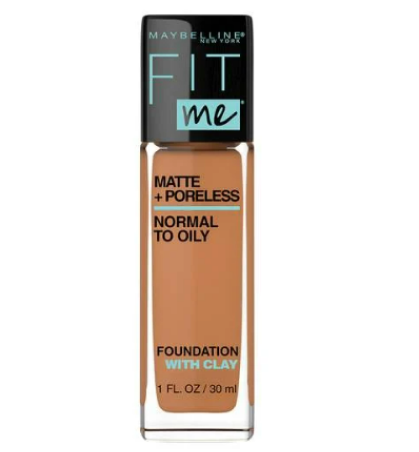 MAYBELLINE®
NEW YORK
FIT
me®
MATTE
+ PORELESS
NORMAL
TO OILY
FOUNDATION
WITH CLAY
1 FL. OZ / 30 ml